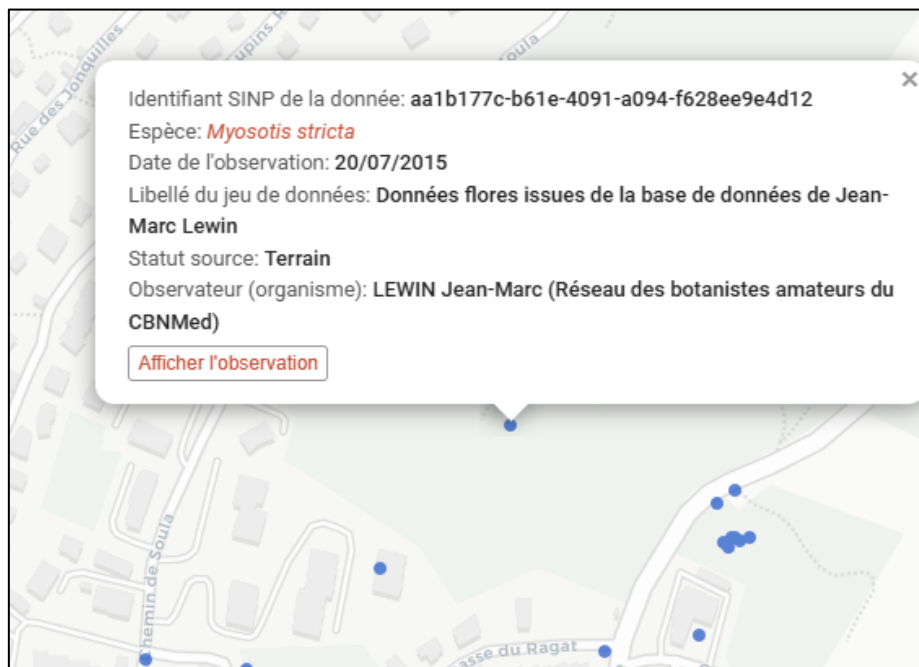 Rue des Jonquilles
upins R
Soula
×
Identifiant SINP de la donnée: aa1b177c-b61e-4091-a094-f628ee9e4d12
Espèce: Myosotis stricta
Date de l'observation: 20/07/2015
Libellé du jeu de données: Données flores issues de la base de données de Jean-
Marc Lewin
Statut source: Terrain
Observateur (organisme): LEWIN Jean-Marc (Réseau des botanistes amateurs du
CBNMed)
Afficher l'observation
Chemin de Soula
asse du Ragat